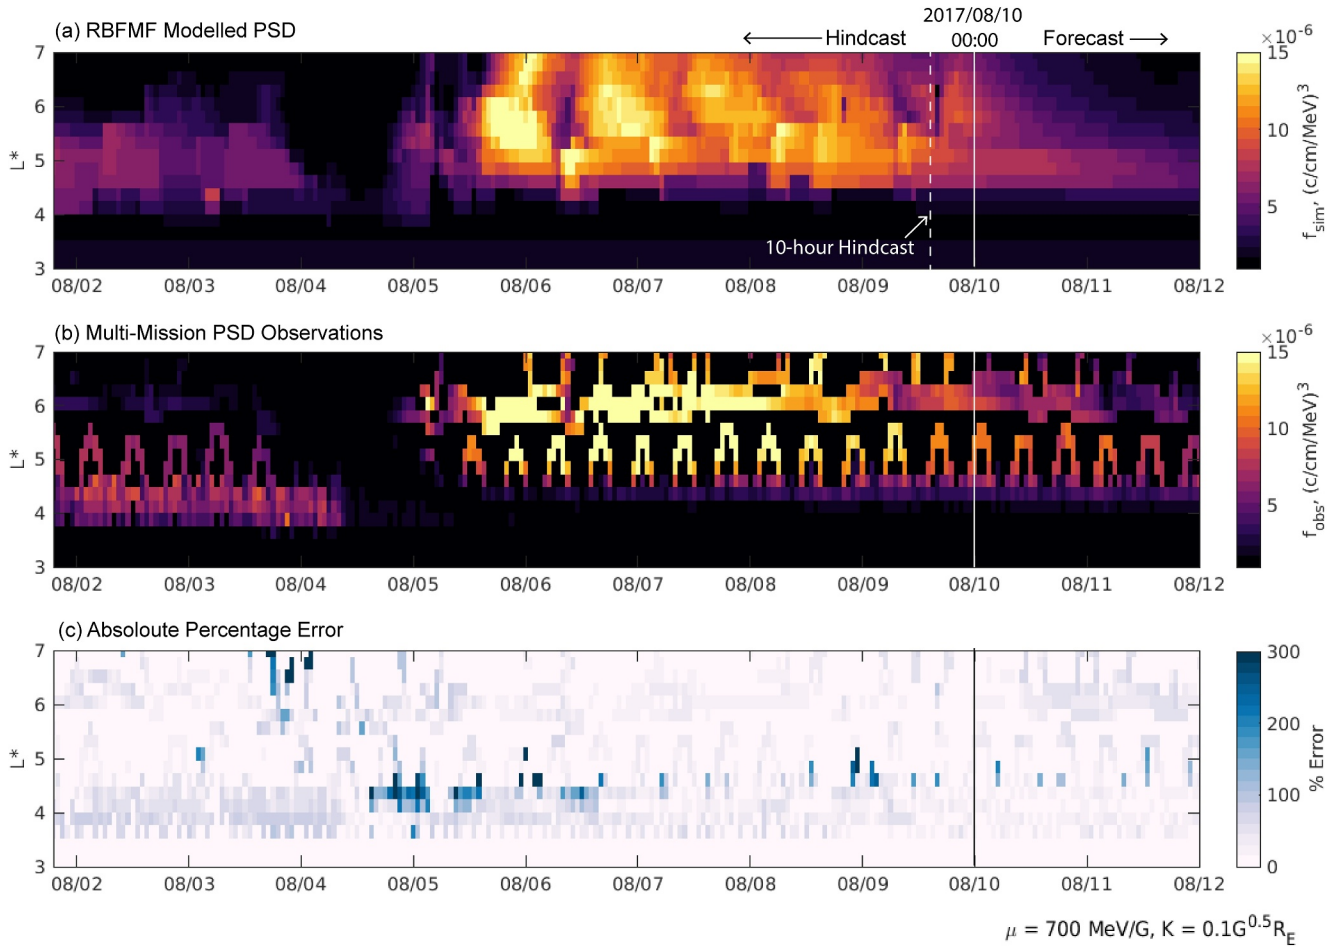 (a) RBFMF Modelled PSD
2017/08/10
← Hindcast 00:00 Forecast →
×10⁻⁶
7
6
5
4
3
L*
10-hour Hindcast
08/02 08/03 08/04 08/05 08/06 07/07 08/08 08/09 08/10 08/11 08/12
15
10
5
f_sim, (c/cm/MeV)³
(b) Multi-Mission PSD Observations
×10⁻⁶
7
6
5
4
3
L*
08/02 08/03 08/04 08/05 08/06 08/07 08/08 08/09 08/10 08/11 08/12
15
10
5
f_obs, (c/cm/MeV)³
(c) Absoloute Percentage Error
7
6
5
4
3
L*
08/02 08/03 08/04 08/05 08/06 08/07 08/08 08/09 08/10 08/11 08/12
300
200
100
0
% Error
μ = 700 MeV/G, K = 0.1G⁰·⁵R_E